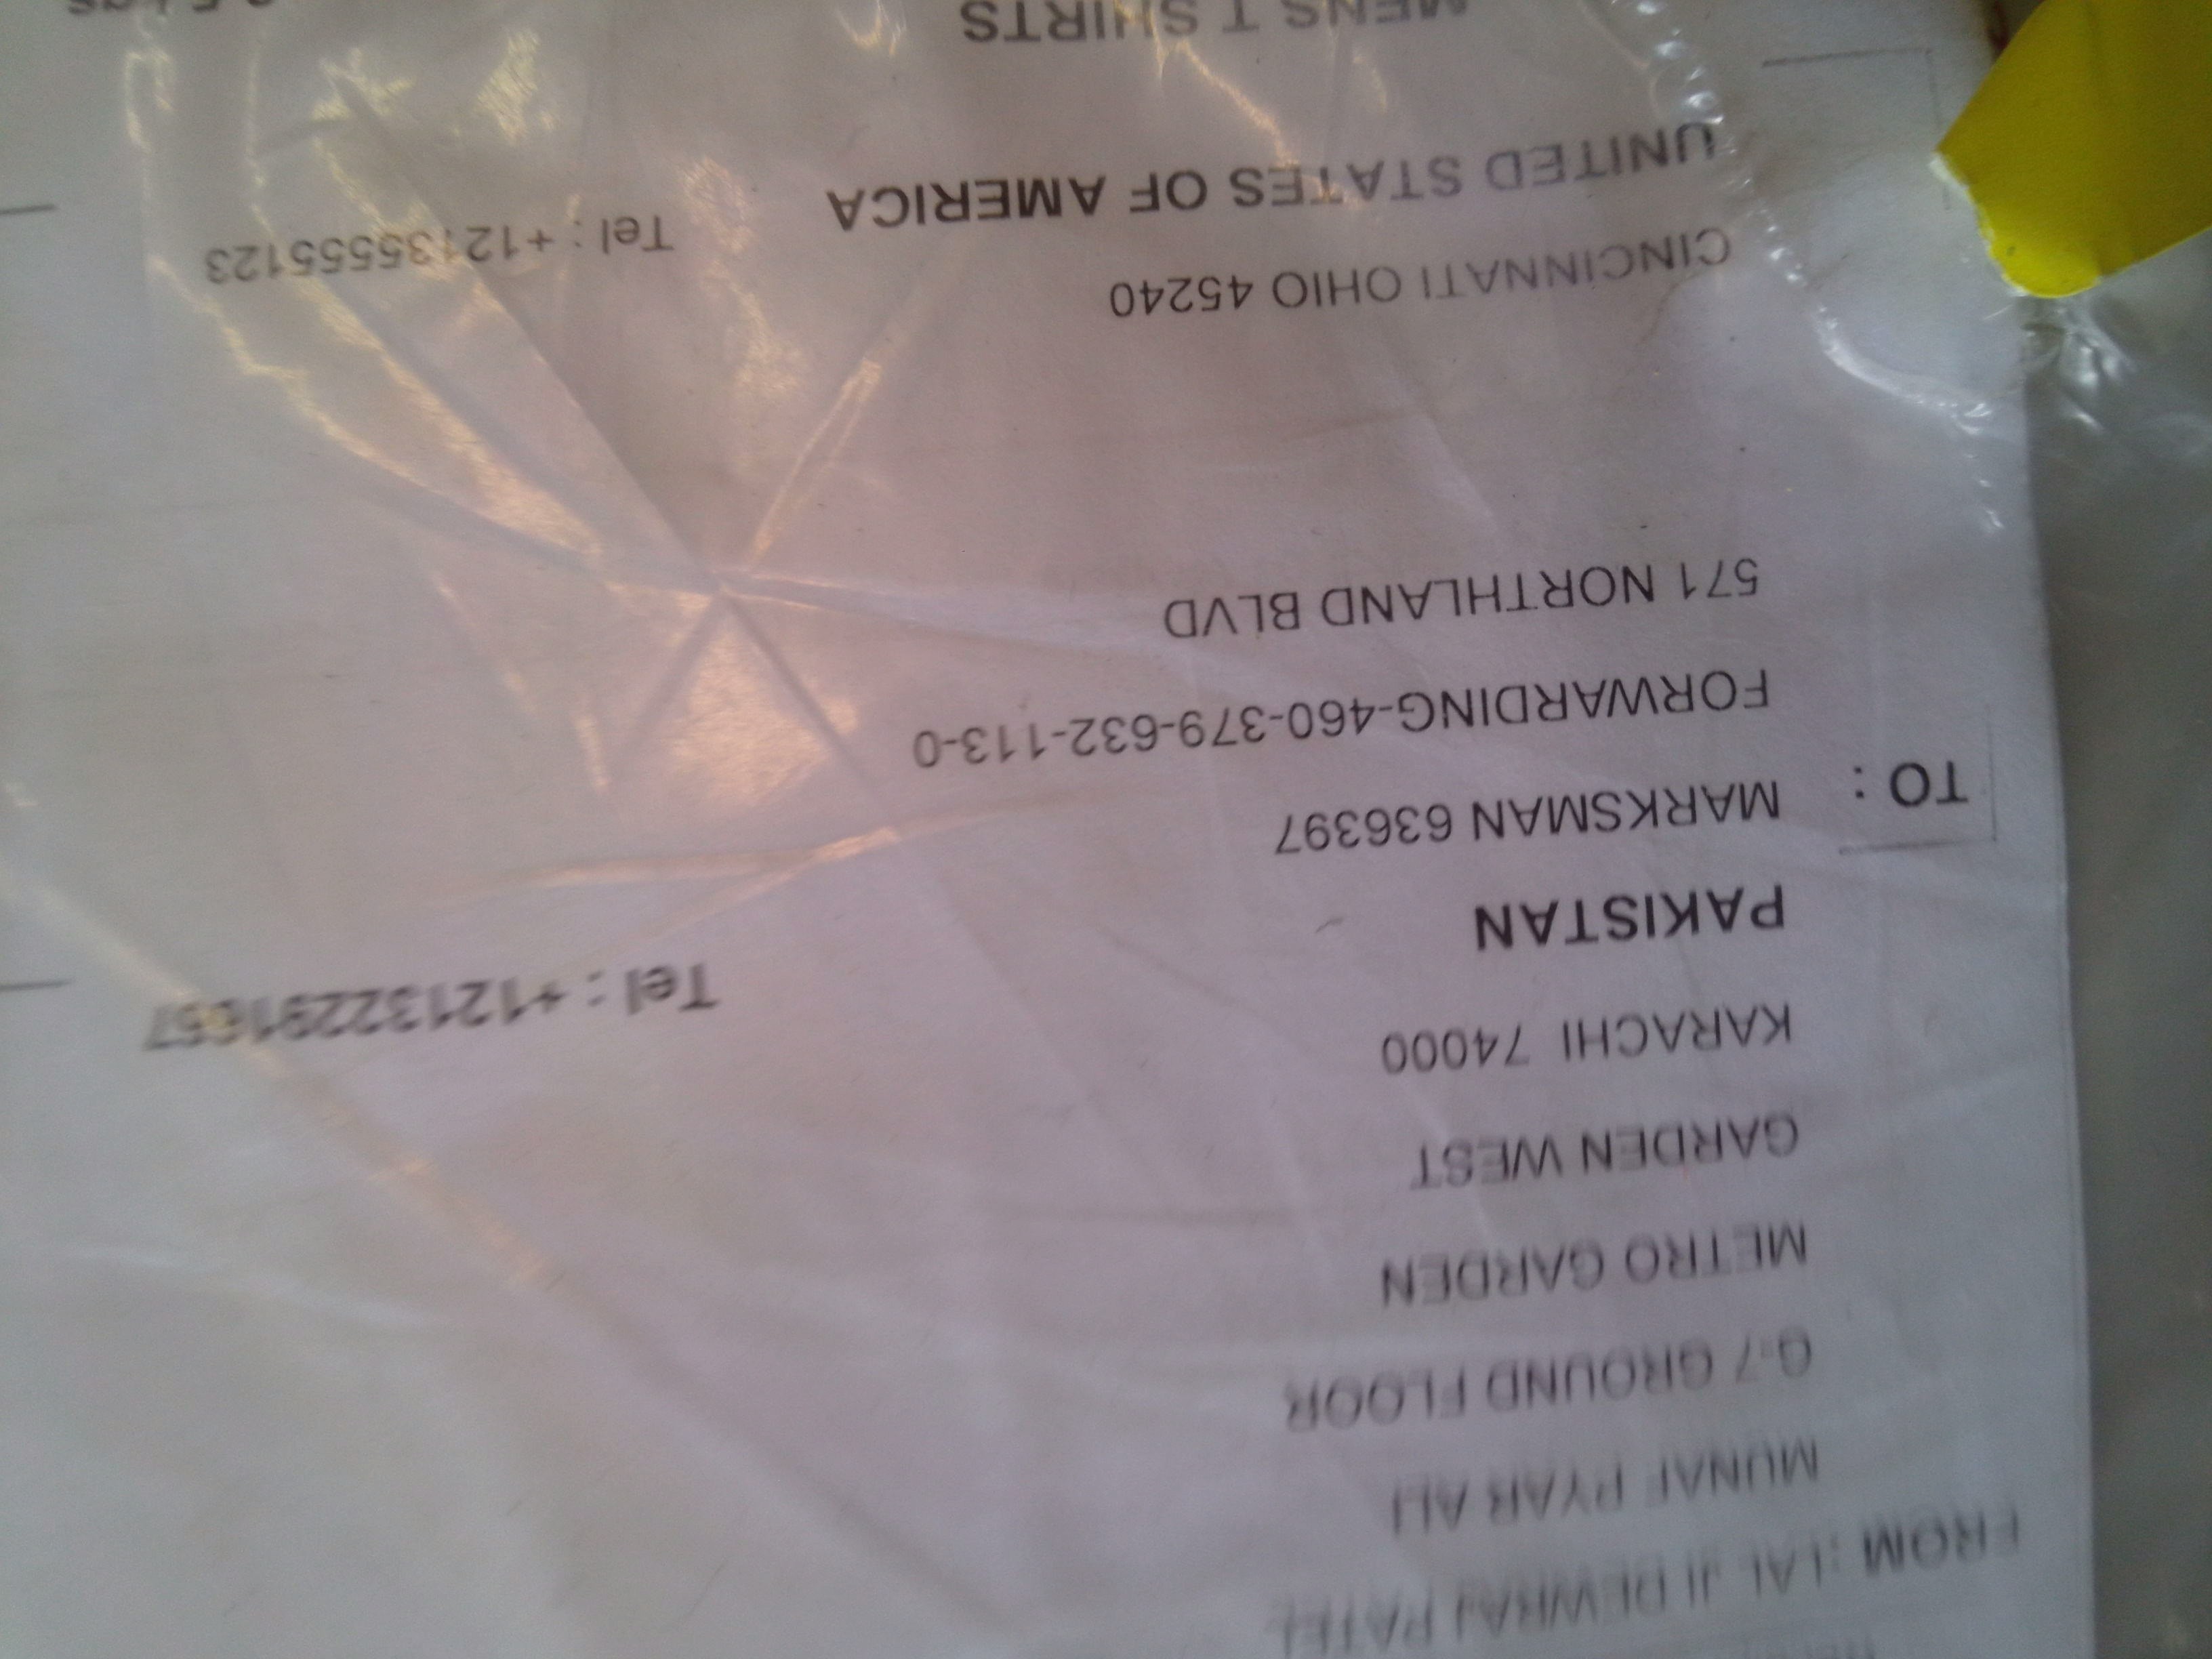 FROM : LAL JI DEWRAJ PATEL
MUNAF PYAR ALI
G-7 GROUND FLOOR
METRO GARDEN
GARDEN WEST
KARACHI 74000
PAKISTAN Tel : +12132291657
TO : MARKSMAN 636397
FORWARDING-460-379-632-113-0
571 NORTHLAND BLVD
CINCINNATI OHIO 45240
UNITED STATES OF AMERICA Tel : +12135555123
MENS T SHIRTS